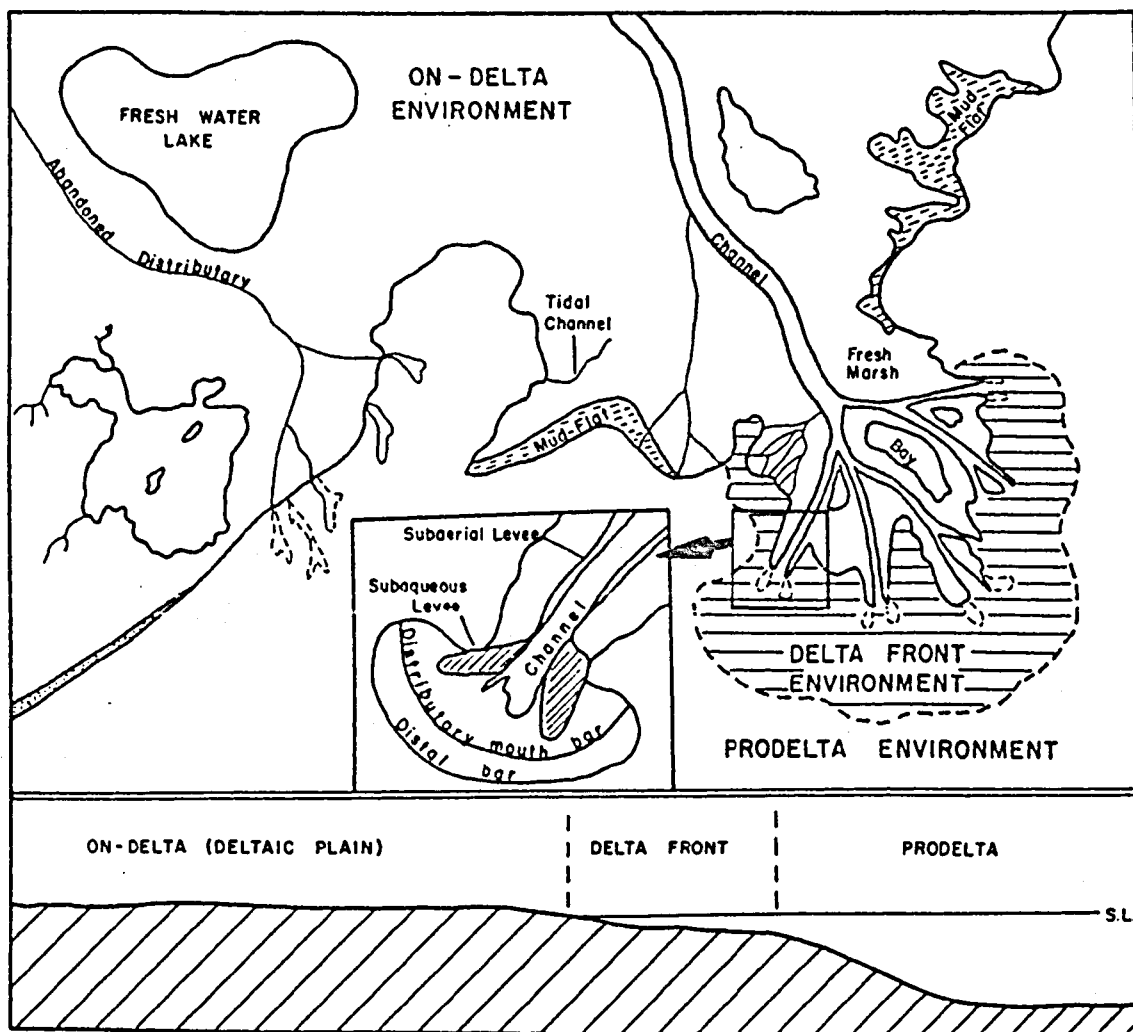 ON-DELTA
ENVIRONMENT
FRESH WATER
LAKE
Mud
Flat
Abandoned Distributary
Channel
Tidal
Channel
Fresh
Marsh
Mud-Flat
Bay
Subaerial Levee
Subaqueous
Levee
Channel
Distributary mouth bar
Distal bar
DELTA FRONT
ENVIRONMENT
PRODELTA ENVIRONMENT
ON-DELTA (DELTAIC PLAIN)
DELTA FRONT
PRODELTA
S.L.